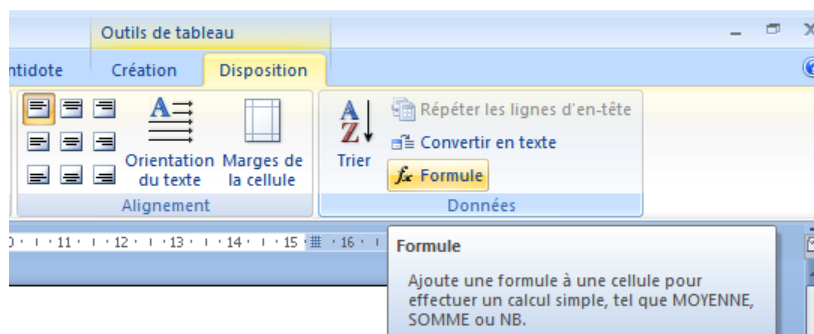 Outils de tableau
ntidote Création Disposition
Répéter les lignes d'en-tête
Convertir en texte
Orientation du texte
Marges de la cellule
A Z
Trier
fx Formule
Alignement
Données
11 12 13 14 15 16
Formule
Ajoute une formule à une cellule pour
effectuer un calcul simple, tel que MOYENNE,
SOMME ou NB.